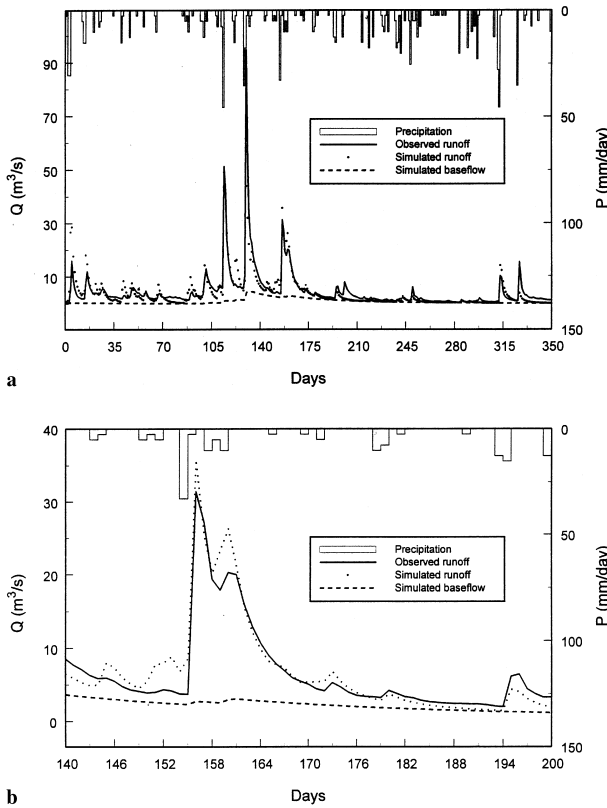 0
90
70
50
30
10
Q (m³/s)
0
50
100
150
P (mm/day)
Precipitation
Observed runoff
Simulated runoff
Simulated baseflow
0 35 70 105 140 175 210 245 280 315 350
a
Days
40
30
20
10
0
Q (m³/s)
0
50
100
150
P (mm/day)
Precipitation
Observed runoff
Simulated runoff
Simulated baseflow
140 146 152 158 164 170 176 182 188 194 200
b
Days